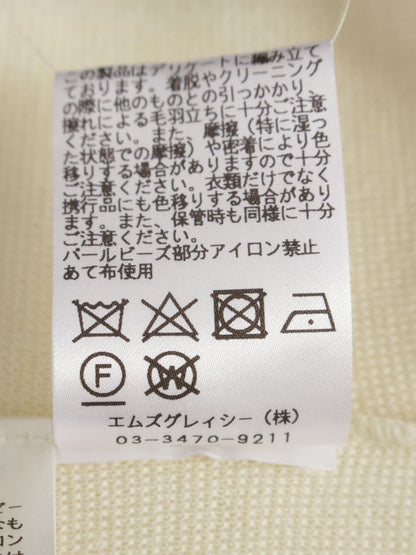 この製品はデリケートに編み立て
ております。着脱やクリーニング
の際に他のものとの引っかかり、
擦れによる毛羽立ちに十分ご注意
ください。また、摩擦（特に湿っ
た状態での摩擦）や密着により色
移りする場合がありますので十分
ご注意ください。衣類だけでなく
携行品にも色移りする場合があり
ます。また、保管時も同様に十分
ご注意ください。
パールビーズ部分アイロン禁止
あて布使用
F
W
エムズグレイシー（株）
03-3470-9211
なも
ロン